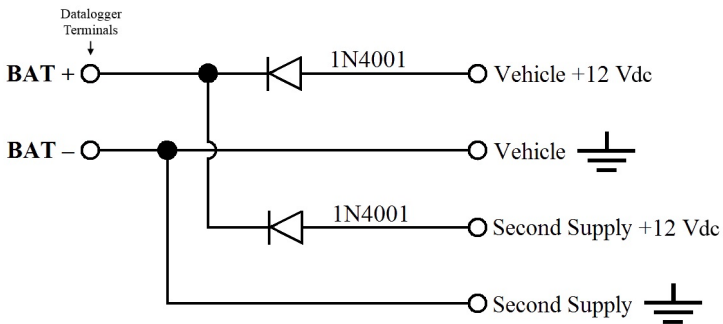 Datalogger
Terminals
1N4001
BAT + Vehicle +12 Vdc
BAT – Vehicle
1N4001
Second Supply +12 Vdc
Second Supply